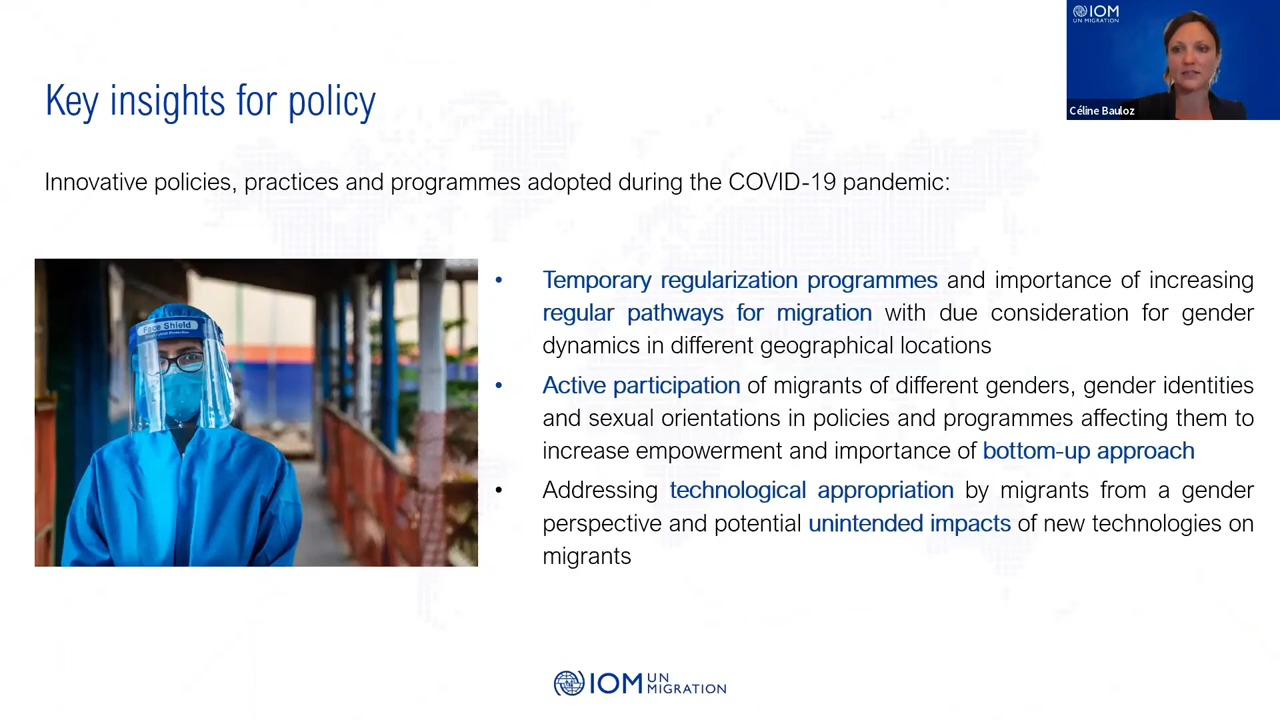 IOM
UN MIGRATION
Céline Bauloz
Key insights for policy
Innovative policies, practices and programmes adopted during the COVID-19 pandemic:
Face Shield
• Temporary regularization programmes and importance of increasing
regular pathways for migration with due consideration for gender
dynamics in different geographical locations
• Active participation of migrants of different genders, gender identities
and sexual orientations in policies and programmes affecting them to
increase empowerment and importance of bottom-up approach
• Addressing technological appropriation by migrants from a gender
perspective and potential unintended impacts of new technologies on
migrants
IOM UN
MIGRATION